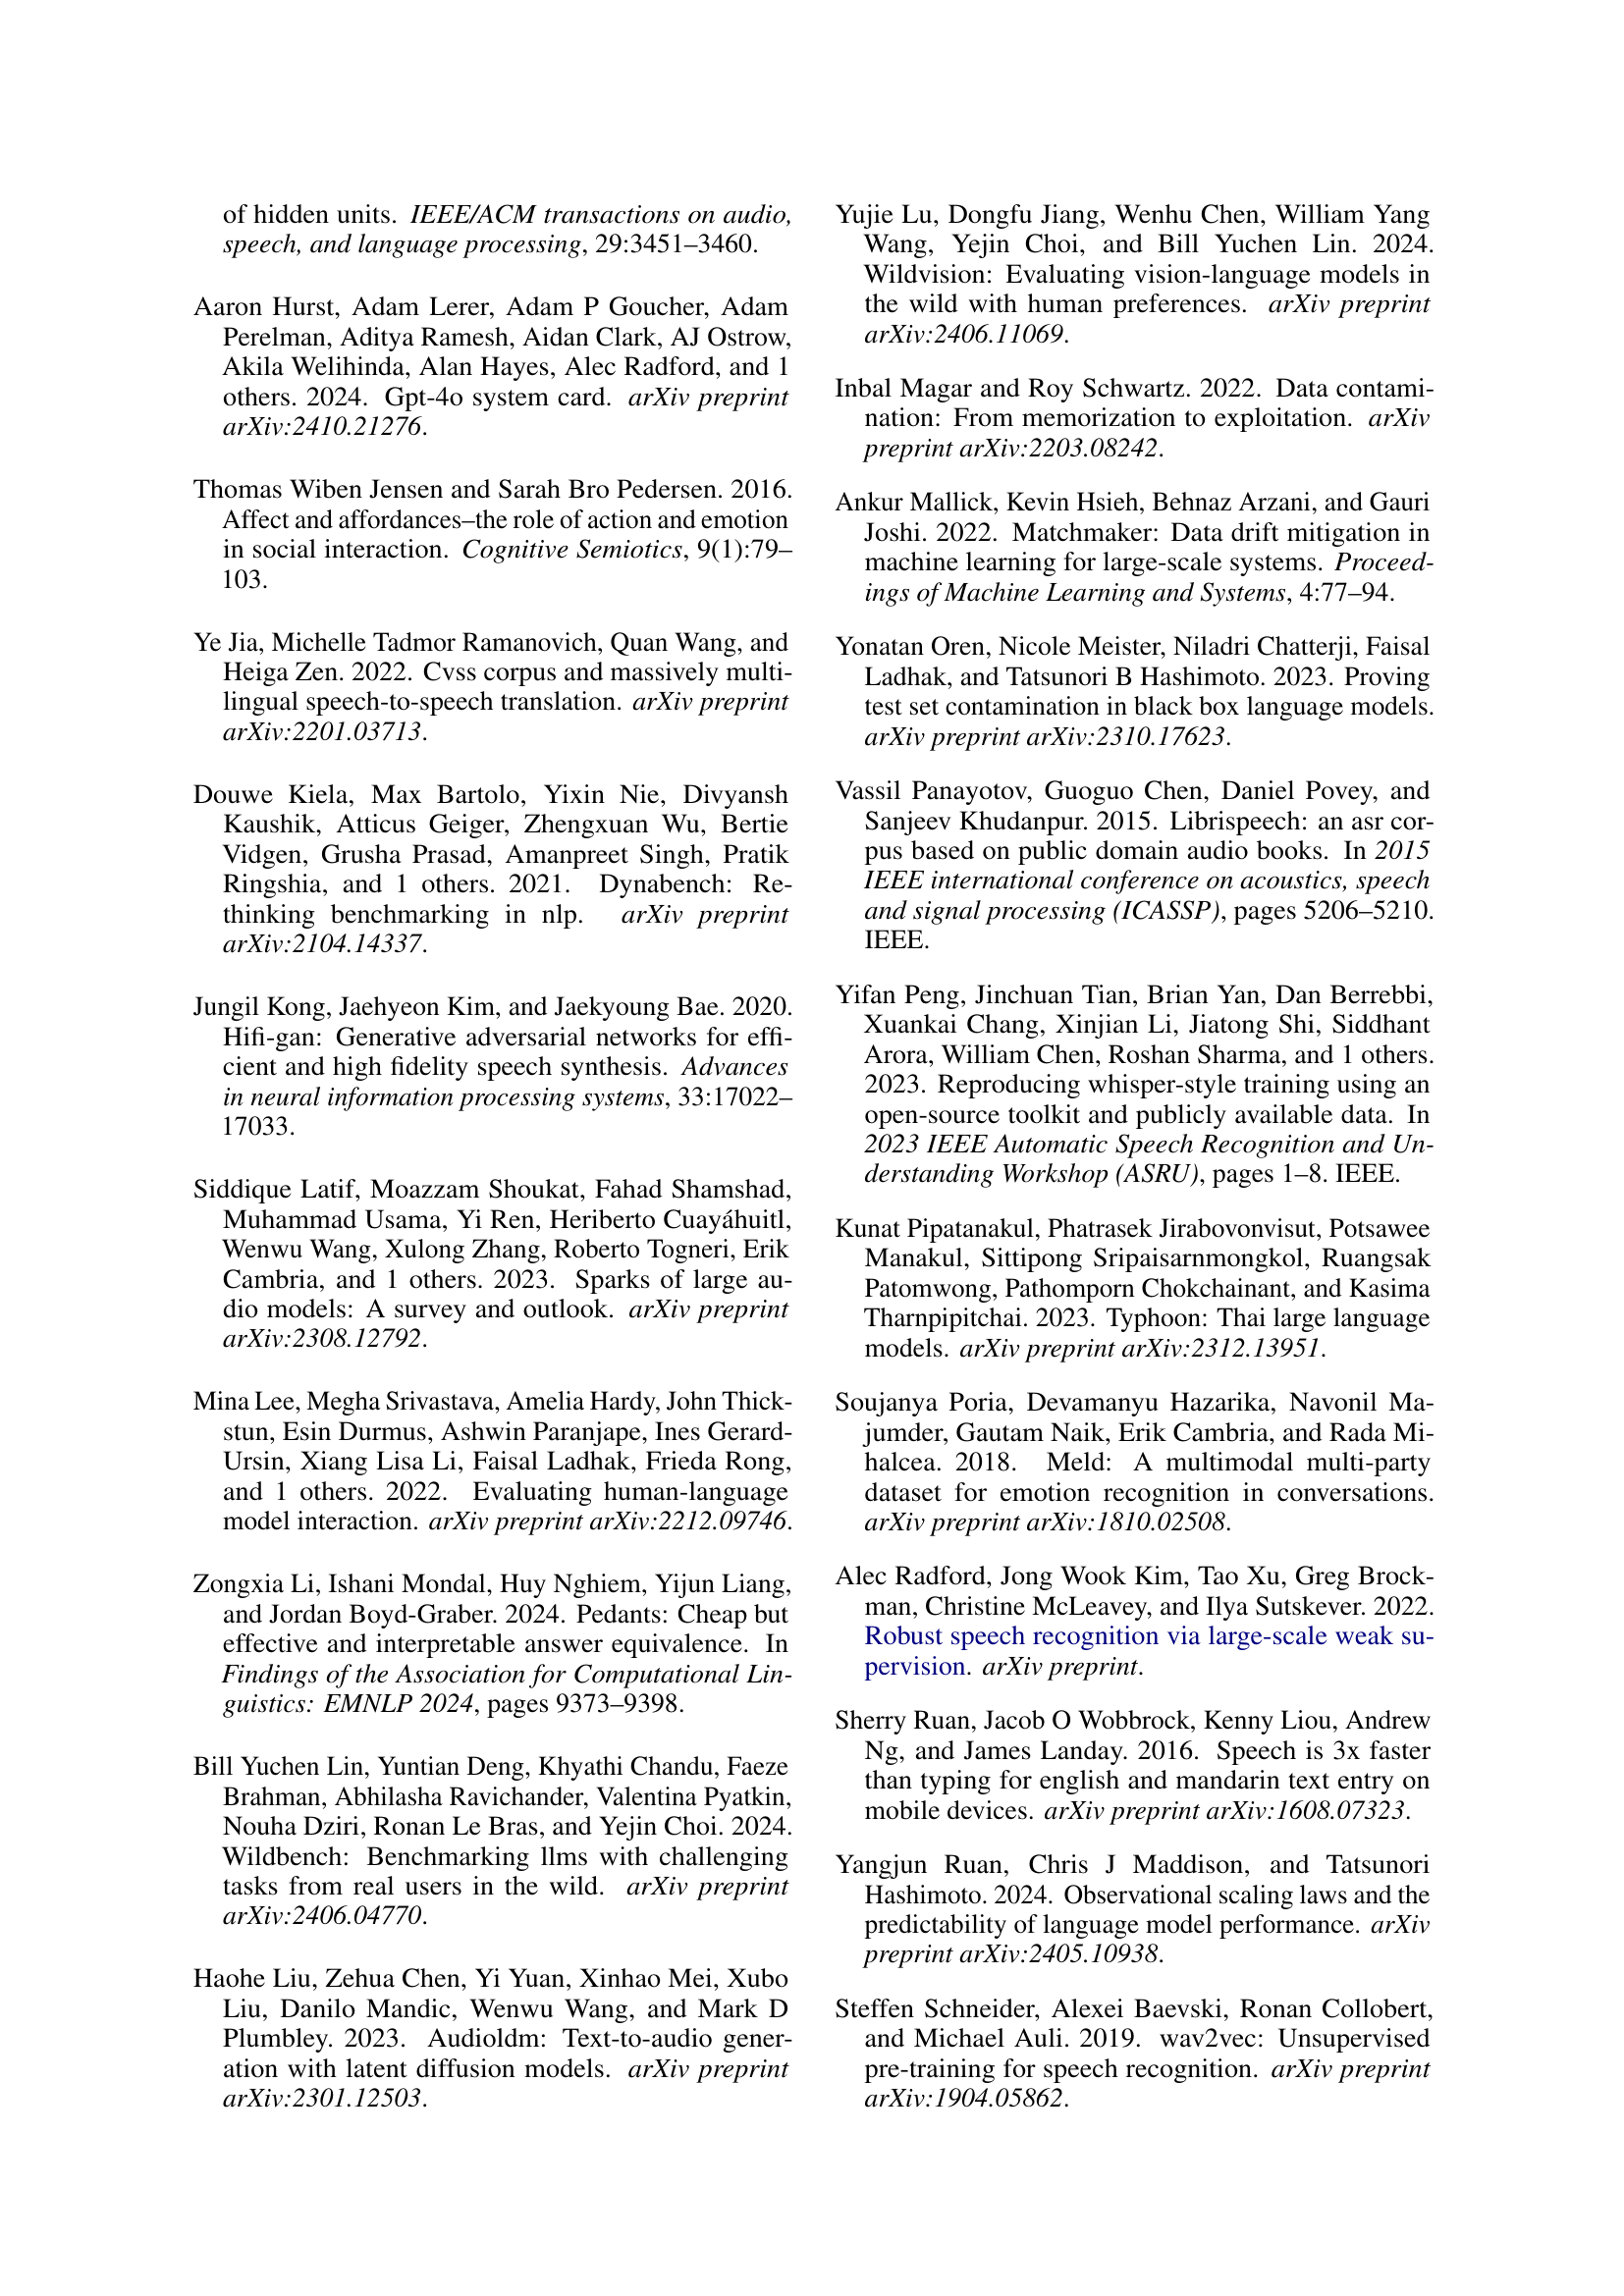 of hidden units. IEEE/ACM transactions on audio,
speech, and language processing, 29:3451–3460.
Aaron Hurst, Adam Lerer, Adam P Goucher, Adam
Perelman, Aditya Ramesh, Aidan Clark, AJ Ostrow,
Akila Welihinda, Alan Hayes, Alec Radford, and 1
others. 2024. Gpt-4o system card. arXiv preprint
arXiv:2410.21276.
Thomas Wiben Jensen and Sarah Bro Pedersen. 2016.
Affect and affordances–the role of action and emotion
in social interaction. Cognitive Semiotics, 9(1):79–
103.
Ye Jia, Michelle Tadmor Ramanovich, Quan Wang, and
Heiga Zen. 2022. Cvss corpus and massively multi-
lingual speech-to-speech translation. arXiv preprint
arXiv:2201.03713.
Douwe Kiela, Max Bartolo, Yixin Nie, Divyansh
Kaushik, Atticus Geiger, Zhengxuan Wu, Bertie
Vidgen, Grusha Prasad, Amanpreet Singh, Pratik
Ringshia, and 1 others. 2021. Dynabench: Re-
thinking benchmarking in nlp. arXiv preprint
arXiv:2104.14337.
Jungil Kong, Jaehyeon Kim, and Jaekyoung Bae. 2020.
Hifi-gan: Generative adversarial networks for effi-
cient and high fidelity speech synthesis. Advances
in neural information processing systems, 33:17022–
17033.
Siddique Latif, Moazzam Shoukat, Fahad Shamshad,
Muhammad Usama, Yi Ren, Heriberto Cuayáhuitl,
Wenwu Wang, Xulong Zhang, Roberto Togneri, Erik
Cambria, and 1 others. 2023. Sparks of large au-
dio models: A survey and outlook. arXiv preprint
arXiv:2308.12792.
Mina Lee, Megha Srivastava, Amelia Hardy, John Thick-
stun, Esin Durmus, Ashwin Paranjape, Ines Gerard-
Ursin, Xiang Lisa Li, Faisal Ladhak, Frieda Rong,
and 1 others. 2022. Evaluating human-language
model interaction. arXiv preprint arXiv:2212.09746.
Zongxia Li, Ishani Mondal, Huy Nghiem, Yijun Liang,
and Jordan Boyd-Graber. 2024. Pedants: Cheap but
effective and interpretable answer equivalence. In
Findings of the Association for Computational Lin-
guistics: EMNLP 2024, pages 9373–9398.
Bill Yuchen Lin, Yuntian Deng, Khyathi Chandu, Faeze
Brahman, Abhilasha Ravichander, Valentina Pyatkin,
Nouha Dziri, Ronan Le Bras, and Yejin Choi. 2024.
Wildbench: Benchmarking llms with challenging
tasks from real users in the wild. arXiv preprint
arXiv:2406.04770.
Haohe Liu, Zehua Chen, Yi Yuan, Xinhao Mei, Xubo
Liu, Danilo Mandic, Wenwu Wang, and Mark D
Plumbley. 2023. Audioldm: Text-to-audio gener-
ation with latent diffusion models. arXiv preprint
arXiv:2301.12503.
Yujie Lu, Dongfu Jiang, Wenhu Chen, William Yang
Wang, Yejin Choi, and Bill Yuchen Lin. 2024.
Wildvision: Evaluating vision-language models in
the wild with human preferences. arXiv preprint
arXiv:2406.11069.
Inbal Magar and Roy Schwartz. 2022. Data contami-
nation: From memorization to exploitation. arXiv
preprint arXiv:2203.08242.
Ankur Mallick, Kevin Hsieh, Behnaz Arzani, and Gauri
Joshi. 2022. Matchmaker: Data drift mitigation in
machine learning for large-scale systems. Proceed-
ings of Machine Learning and Systems, 4:77–94.
Yonatan Oren, Nicole Meister, Niladri Chatterji, Faisal
Ladhak, and Tatsunori B Hashimoto. 2023. Proving
test set contamination in black box language models.
arXiv preprint arXiv:2310.17623.
Vassil Panayotov, Guoguo Chen, Daniel Povey, and
Sanjeev Khudanpur. 2015. Librispeech: an asr cor-
pus based on public domain audio books. In 2015
IEEE international conference on acoustics, speech
and signal processing (ICASSP), pages 5206–5210.
IEEE.
Yifan Peng, Jinchuan Tian, Brian Yan, Dan Berrebbi,
Xuankai Chang, Xinjian Li, Jiatong Shi, Siddhant
Arora, William Chen, Roshan Sharma, and 1 others.
2023. Reproducing whisper-style training using an
open-source toolkit and publicly available data. In
2023 IEEE Automatic Speech Recognition and Un-
derstanding Workshop (ASRU), pages 1–8. IEEE.
Kunat Pipatanakul, Phatrasek Jirabovonvisut, Potsawee
Manakul, Sittipong Sripaisarnmongkol, Ruangsak
Patomwong, Pathomporn Chokchainant, and Kasima
Tharnpipitchai. 2023. Typhoon: Thai large language
models. arXiv preprint arXiv:2312.13951.
Soujanya Poria, Devamanyu Hazarika, Navonil Ma-
jumder, Gautam Naik, Erik Cambria, and Rada Mi-
halcea. 2018. Meld: A multimodal multi-party
dataset for emotion recognition in conversations.
arXiv preprint arXiv:1810.02508.
Alec Radford, Jong Wook Kim, Tao Xu, Greg Brock-
man, Christine McLeavey, and Ilya Sutskever. 2022.
Robust speech recognition via large-scale weak su-
pervision. arXiv preprint.
Sherry Ruan, Jacob O Wobbrock, Kenny Liou, Andrew
Ng, and James Landay. 2016. Speech is 3x faster
than typing for english and mandarin text entry on
mobile devices. arXiv preprint arXiv:1608.07323.
Yangjun Ruan, Chris J Maddison, and Tatsunori
Hashimoto. 2024. Observational scaling laws and the
predictability of language model performance. arXiv
preprint arXiv:2405.10938.
Steffen Schneider, Alexei Baevski, Ronan Collobert,
and Michael Auli. 2019. wav2vec: Unsupervised
pre-training for speech recognition. arXiv preprint
arXiv:1904.05862.